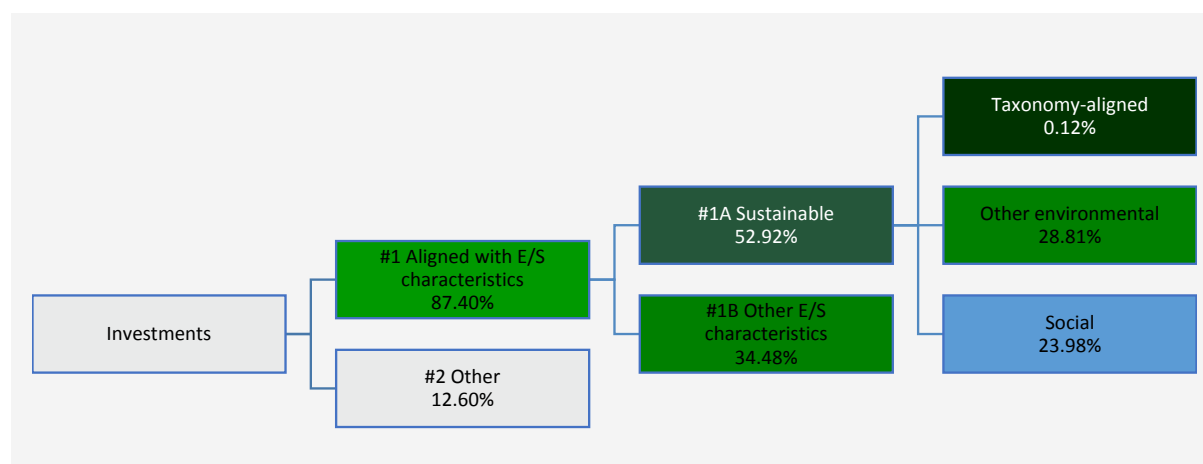 Investments
#1 Aligned with E/S
characteristics
87.40%
#2 Other
12.60%
#1A Sustainable
52.92%
#1B Other E/S
characteristics
34.48%
Taxonomy-aligned
0.12%
Other environmental
28.81%
Social
23.98%